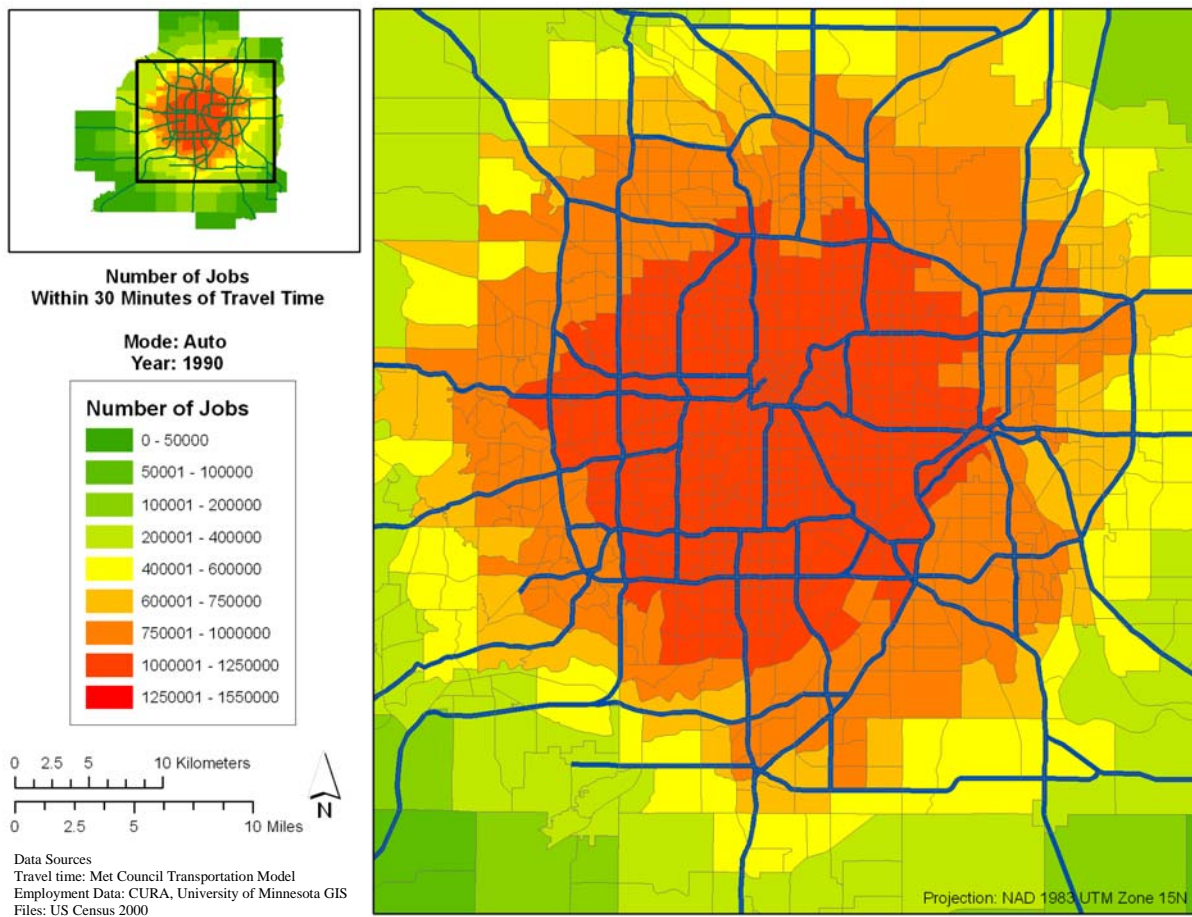 Number of Jobs
Within 30 Minutes of Travel Time
Mode: Auto
Year: 1990
Number of Jobs
0 - 50000
50001 - 100000
100001 - 200000
200001 - 400000
400001 - 600000
600001 - 750000
750001 - 1000000
1000001 - 1250000
1250001 - 1550000
0 2.5 5 10 Kilometers
0 2.5 5 10 Miles
N
Data Sources
Travel time: Met Council Transportation Model
Employment Data: CURA, University of Minnesota GIS
Files: US Census 2000
Projection: NAD 1983 UTM Zone 15N